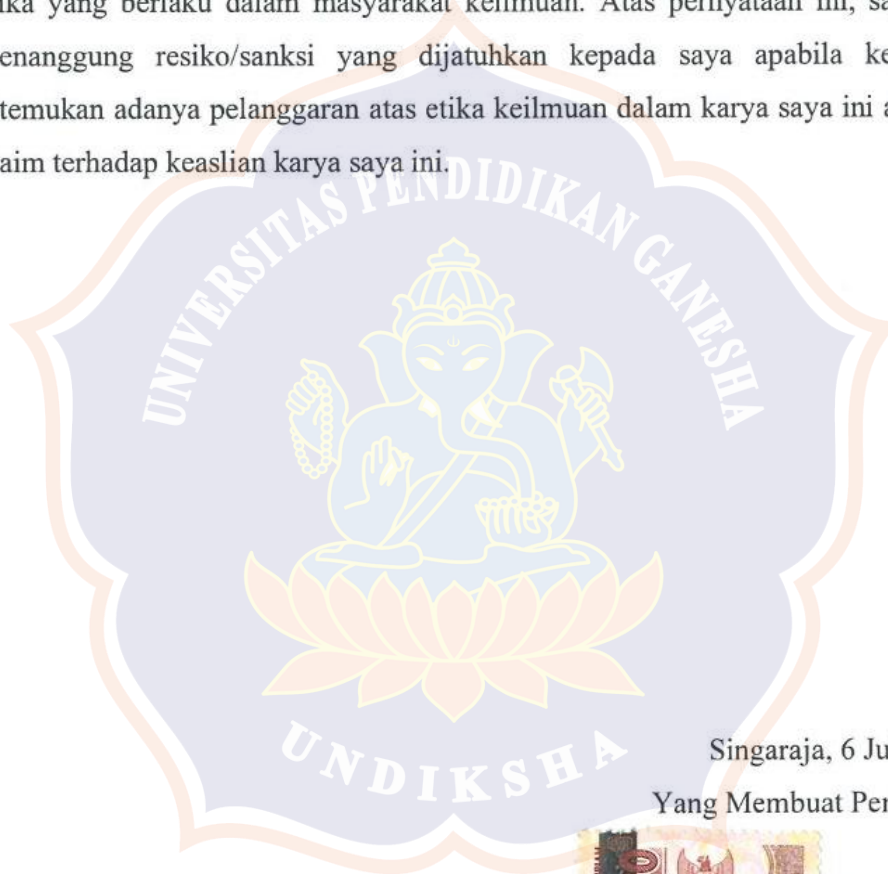 ika yang berlaku dalam masyarakat keilmuan. Atas pernyataan ini, sa
enanggung resiko/sanksi yang dijatuhkan kepada saya apabila ke
temukan adanya pelanggaran atas etika keilmuan dalam karya saya ini a
aim terhadap keaslian karya saya ini.
UNIVERSITAS PENDIDIKAN GANESHA
UNDIKSHA
Singaraja, 6 Ju
Yang Membuat Per